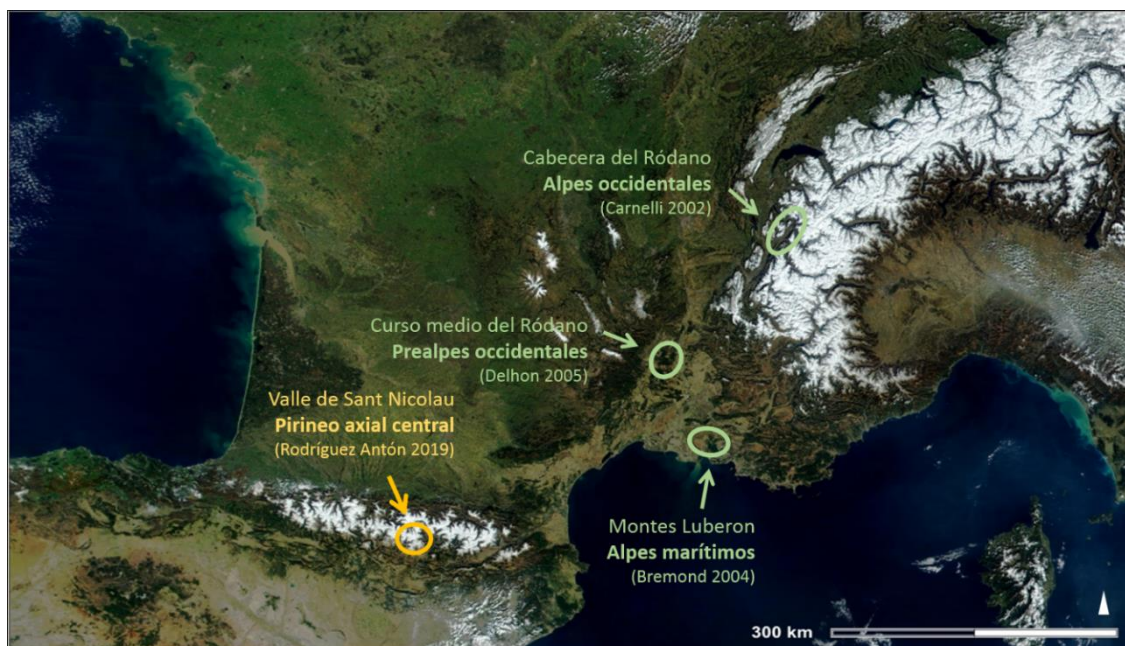 Cabecera del Ródano
Alpes occidentales
(Carnelli 2002)
Curso medio del Ródano
Prealpes occidentales
(Delhon 2005)
Valle de Sant Nicolau
Pirineo axial central
(Rodríguez Antón 2019)
Montes Luberon
Alpes marítimos
(Bremond 2004)
300 km